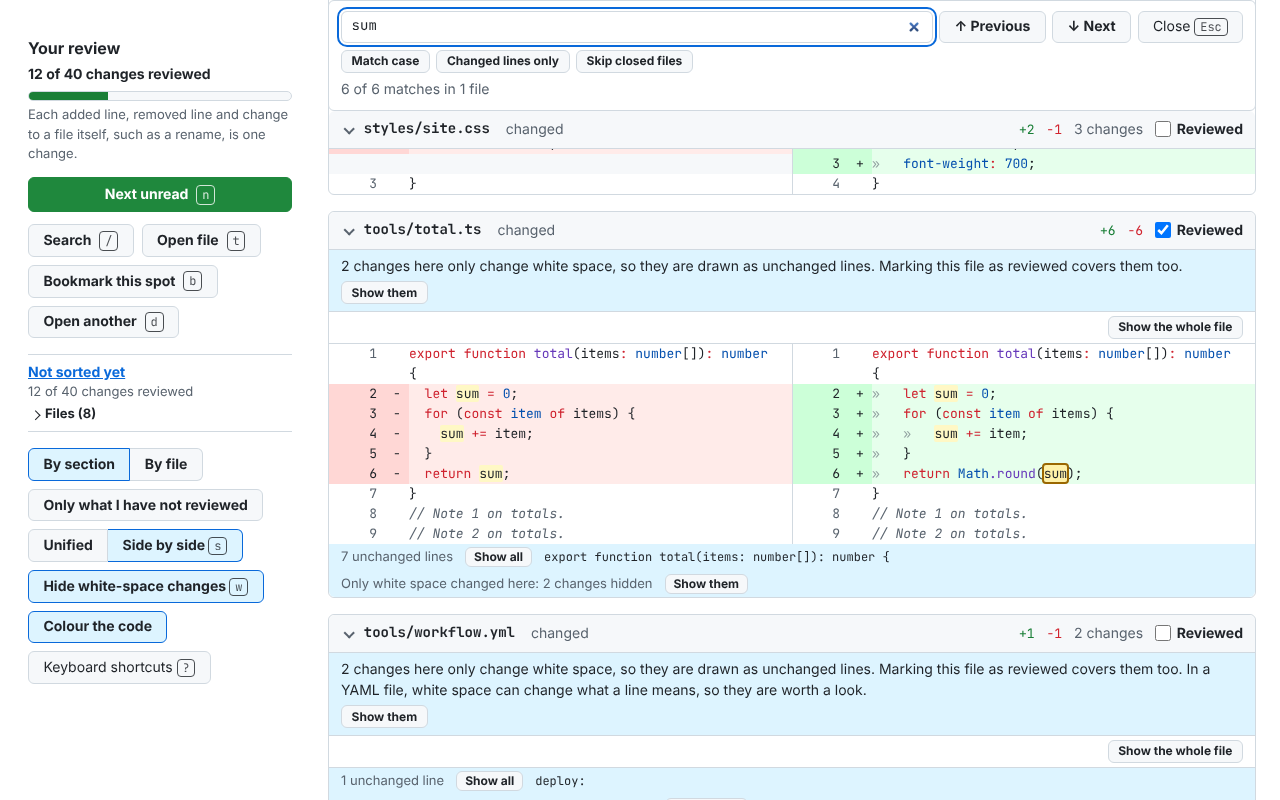 Your review
12 of 40 changes reviewed
Each added line, removed line and change
to a file itself, such as a rename, is one
change.
Next unread n
Search / Open file t
Bookmark this spot b
Open another d
Not sorted yet
12 of 40 changes reviewed
Files (8)
By section By file
Only what I have not reviewed
Unified Side by side s
Hide white-space changes w
Colour the code
Keyboard shortcuts ?
sum × ↑ Previous ↓ Next Close Esc
Match case Changed lines only Skip closed files
6 of 6 matches in 1 file
styles/site.css changed +2 -1 3 changes Reviewed
3 + » font-weight: 700;
3 } 4 }
tools/total.ts changed +6 -6 Reviewed
2 changes here only change white space, so they are drawn as unchanged lines. Marking this file as reviewed covers them too.
Show them
Show the whole file
1 export function total(items: number[]): number 1 export function total(items: number[]): number
{ {
2 - let sum = 0; 2 + » let sum = 0;
3 - for (const item of items) { 3 + » for (const item of items) {
4 - sum += item; 4 + » » sum += item;
5 - } 5 + » }
6 - return sum; 6 + » return Math.round(sum);
7 } 7 }
8 // Note 1 on totals. 8 // Note 1 on totals.
9 // Note 2 on totals. 9 // Note 2 on totals.
7 unchanged lines Show all export function total(items: number[]): number {
Only white space changed here: 2 changes hidden Show them
tools/workflow.yml changed +1 -1 2 changes Reviewed
2 changes here only change white space, so they are drawn as unchanged lines. Marking this file as reviewed covers them too. In a
YAML file, white space can change what a line means, so they are worth a look.
Show them
Show the whole file
1 unchanged line Show all deploy: